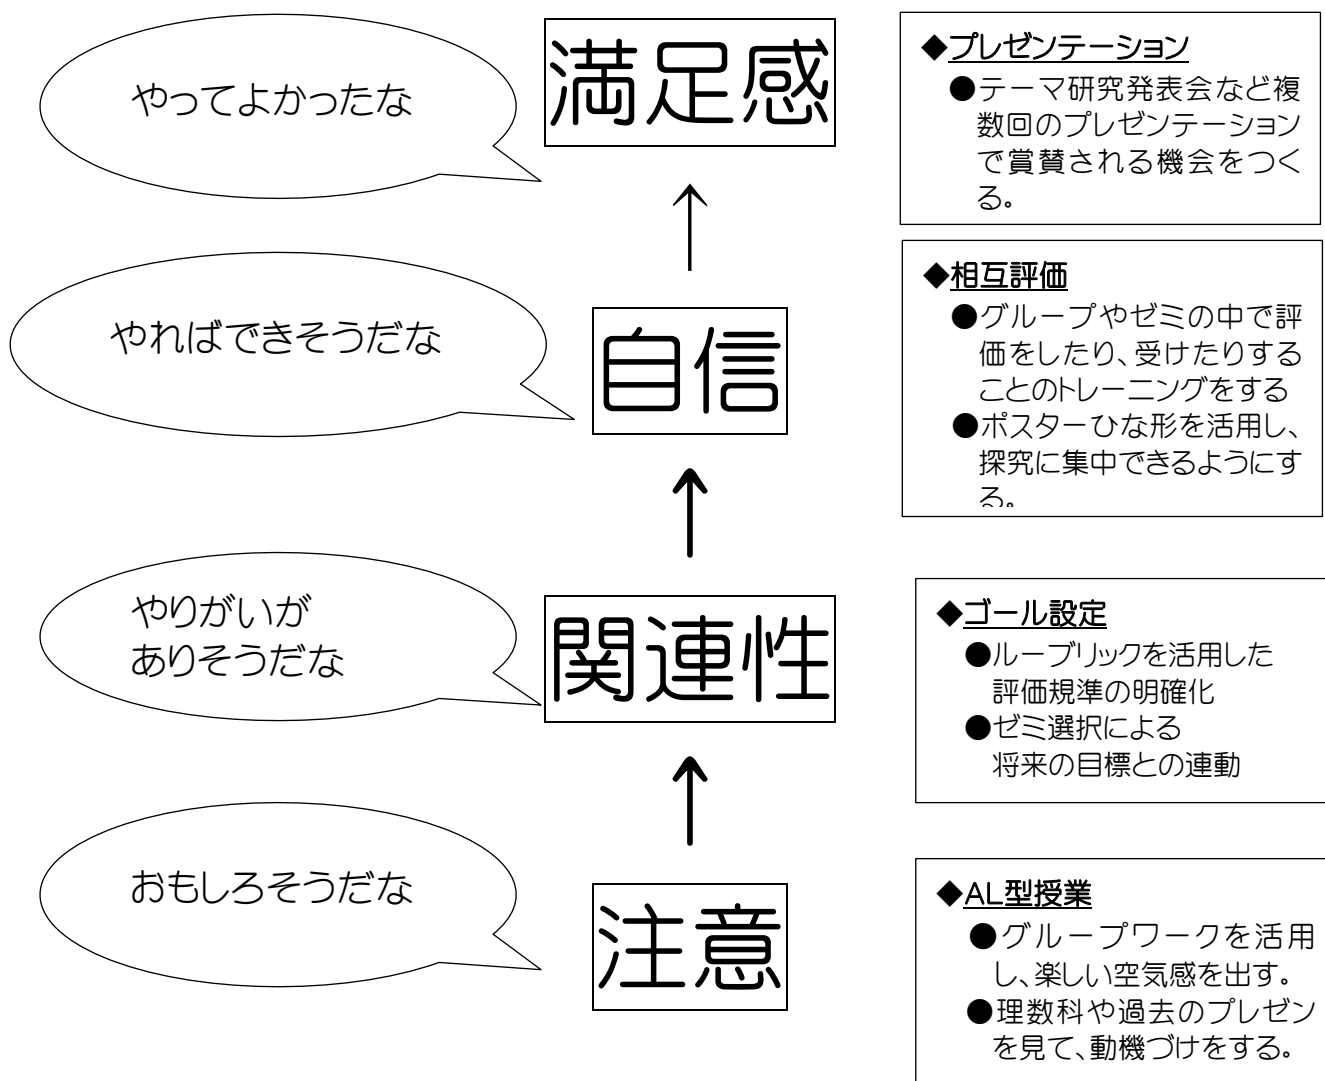 やってよかったな
満足感
◆プレゼンテーション
●テーマ研究発表会など複
数回のプレゼンテーション
で賞賛される機会をつく
る。
やればできそうだな
自信
◆相互評価
●グループやゼミの中で評
価をしたり、受けたりする
ことのトレーニングをする
●ポスターひな形を活用し、
探究に集中できるようにす
る。
やりがいが
ありそうだな
関連性
◆ゴール設定
●ルーブリックを活用した
評価規準の明確化
●ゼミ選択による
将来の目標との連動
おもしろそうだな
注意
◆AL型授業
●グループワークを活用
し、楽しい空気感を出す。
●理数科や過去のプレゼン
を見て、動機づけをする。